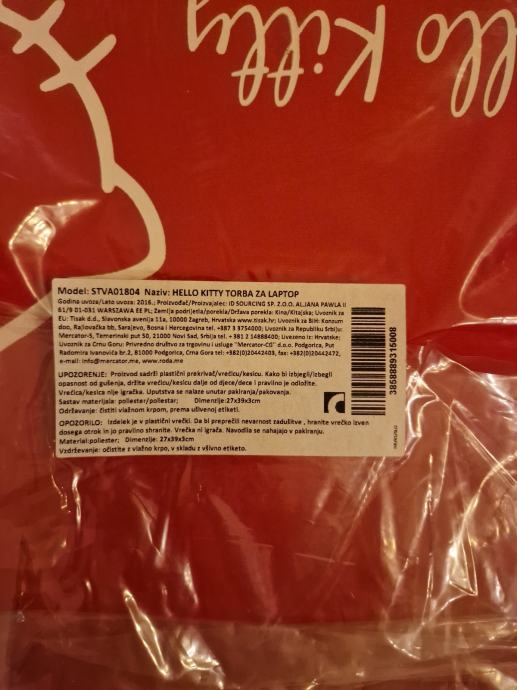 Hello Kitty
Model: STVA01804 Naziv: HELLO KITTY TORBA ZA LAPTOP
Godina uvoza/Leto uvoza: 2016.; Proizvođač/Proizvajalec: ID SOURCING SP. Z.O.O. AL.JANA PAWLA II
61/9 01-031 WARSZAWA EE PL; Zemlja podrijetla/porekla/Država porekla: Kina/Kitajska; Uvoznik za
EU: Tisak d.d., Slavonska avenija 11a, 10000 Zagreb, Hrvatska www.tisak.hr; Uvoznik za BiH: Konzum
doo, Rajlovačka bb, Sarajevo, Bosna i Hercegovina tel. +387 3 3754000; Uvoznik za Republiku Srbiju:
Mercator-S, Temerinski put 50, 21000 Novi Sad, Srbija tel. + 381 2 14888400; Uvezeno iz: Hrvatske;
Uvoznik za Crnu Goru: Privredno društvo za trgovinu i usluge "Mercator-CG" d.o.o. Podgorica, Put
Radomira Ivanovića br.2, 81000 Podgorica, Crna Gora tel: +382(0)20442403, fax: +382(0)20442472,
e-mail: info@mercator.me, www.roda.me
UPOZORENJE: Proizvod sadrži plastični prekrivač/vrećicu/kesicu. Kako bi izbjegli/izbegli
opasnost od gušenja, držite vrećicu/kesicu dalje od djece/dece i pravilno je odložite.
Vrećica/kesica nije igračka. Uputstva se nalaze unutar pakiranja/pakovanja.
Sastav materijala: poliester/poliestar; Dimenzije:27x39x3cm
Održavanje: čistiti vlažnom krpom, prema ušivenoj etiketi.
OPOZORILO: Izdelek je v plastični vrečki. Da bi preprečili nevarnost zadušitve , hranite vrečko izven
dosega otrok in jo pravilno shranite. Vrečka ni igrača. Navodila se nahajajo v pakiranju.
Material:poliester; Dimenzije: 27x39x3cm
Vzdrževanje: očistite z vlažno krpo, v skladu z všivno etiketo.
3858889315008